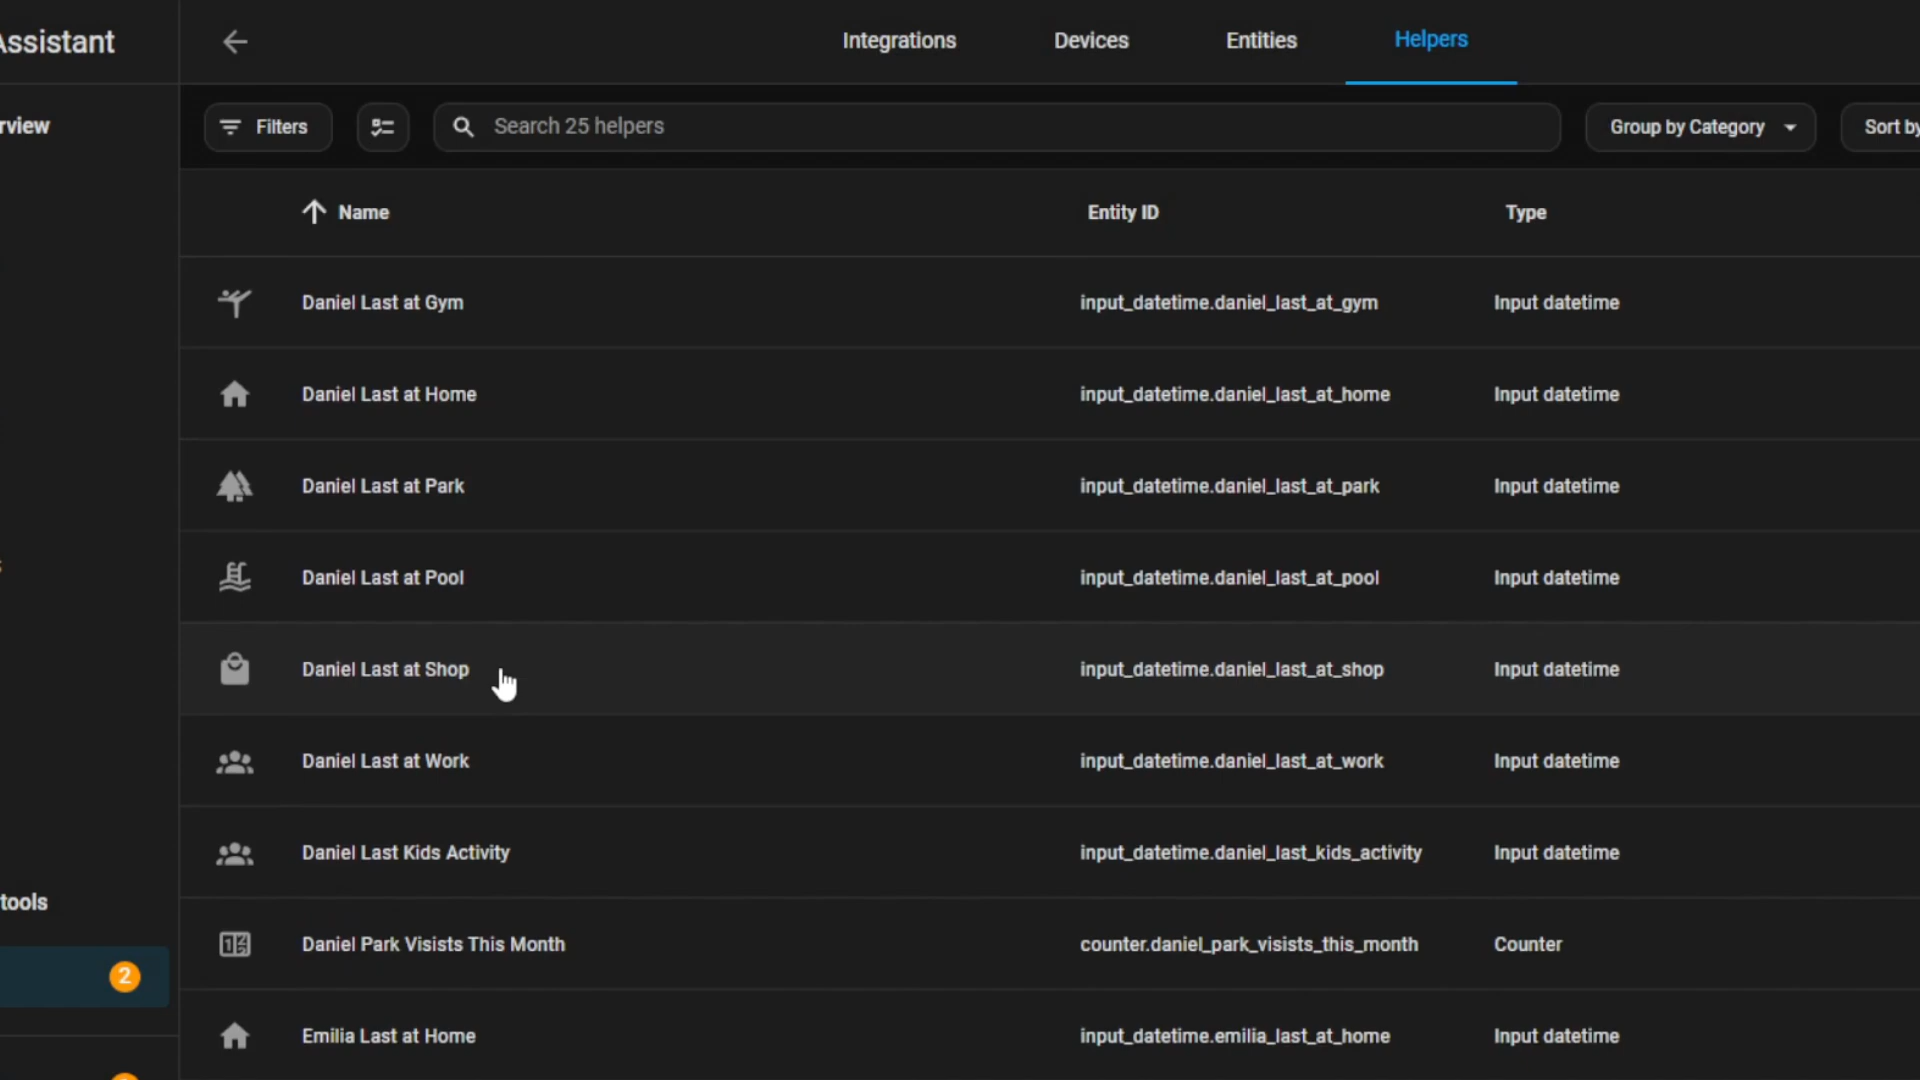 Assistant
Integrations Devices Entities Helpers
rview
Filters
Search 25 helpers
Group by Category
Sort by
Name Entity ID Type
Daniel Last at Gym input_datetime.daniel_last_at_gym Input datetime
Daniel Last at Home input_datetime.daniel_last_at_home Input datetime
Daniel Last at Park input_datetime.daniel_last_at_park Input datetime
Daniel Last at Pool input_datetime.daniel_last_at_pool Input datetime
Daniel Last at Shop input_datetime.daniel_last_at_shop Input datetime
Daniel Last at Work input_datetime.daniel_last_at_work Input datetime
Daniel Last Kids Activity input_datetime.daniel_last_kids_activity Input datetime
tools
Daniel Park Visists This Month counter.daniel_park_visists_this_month Counter
2
Emilia Last at Home input_datetime.emilia_last_at_home Input datetime